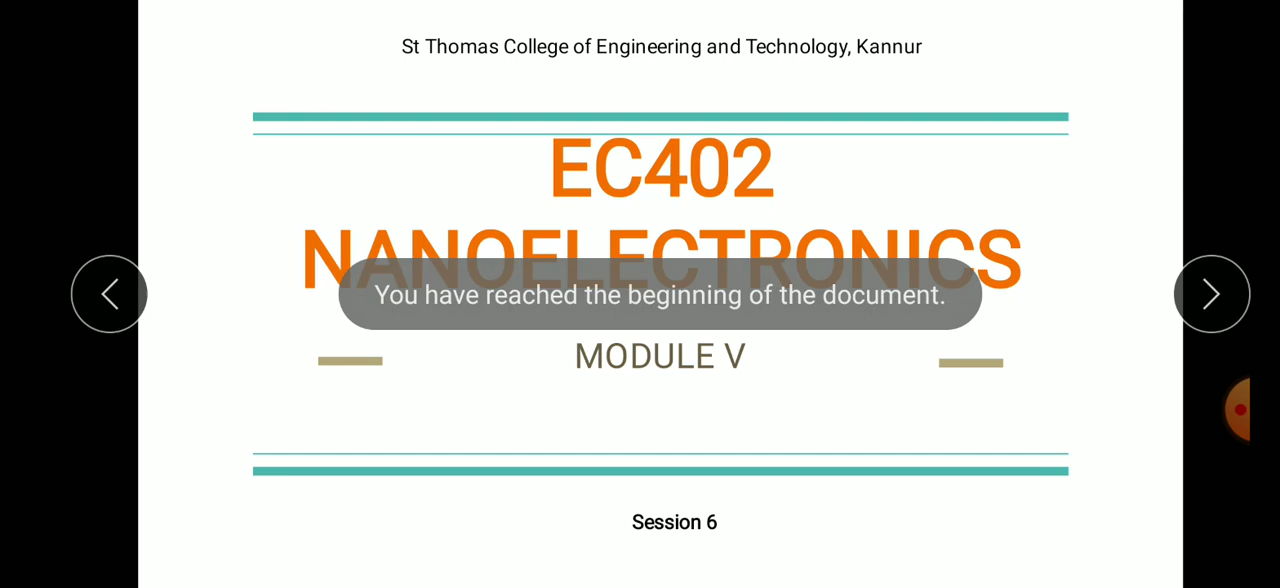 St Thomas College of Engineering and Technology, Kannur
EC402
NANOELECTRONICS
You have reached the beginning of the document.
MODULE V
Session 6